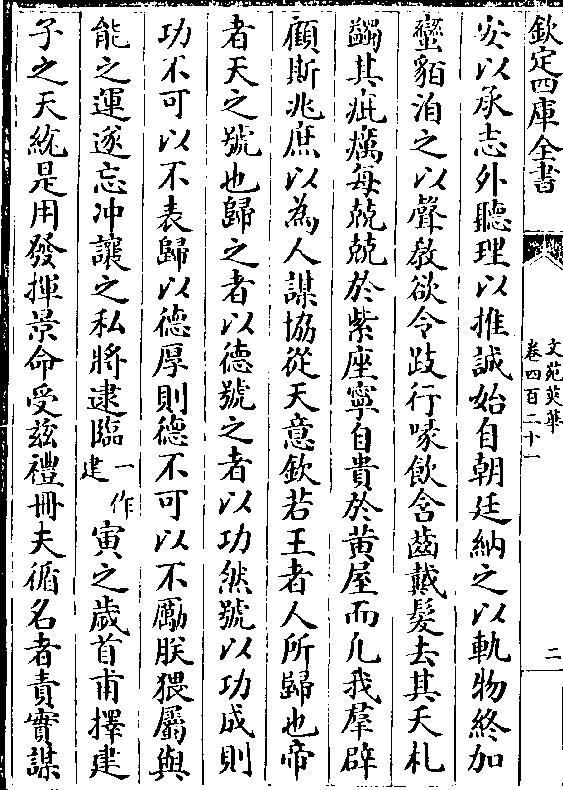 欽定四庫全書
文苑英華
卷四百二十一
二
安以承志外聽理以推誠始自朝廷納之以軌物終加
蠻貊洎之以聲敎欲令跂行喙飲含齒戴髮去其夭札
蠲其疵癘每兢兢於紫座寧自貴於黄屋而凡我羣辟
顧斯兆庶以為人謀協從天意欽若王者人所歸也帝
者天之號也歸之者以德號之者以功然號以功成則
功不可以不表歸以德厚則德不可以不勵朕猥屬與
能之運遂忘冲讓之私將逮臨一作建寅之歲首甫擇建
子之天統是用發揮景命受兹禮冊夫循名者責實謀